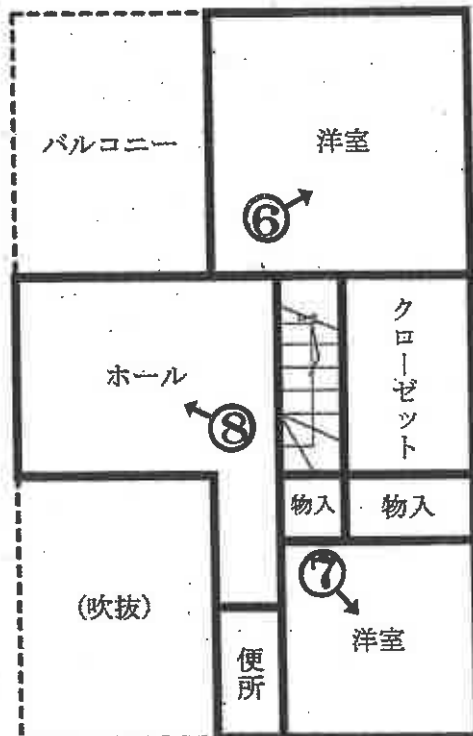 バルコニー
洋室
⑥
クローゼット
ホール
⑧
物入
物入
⑦
(吹抜)
洋室
便所